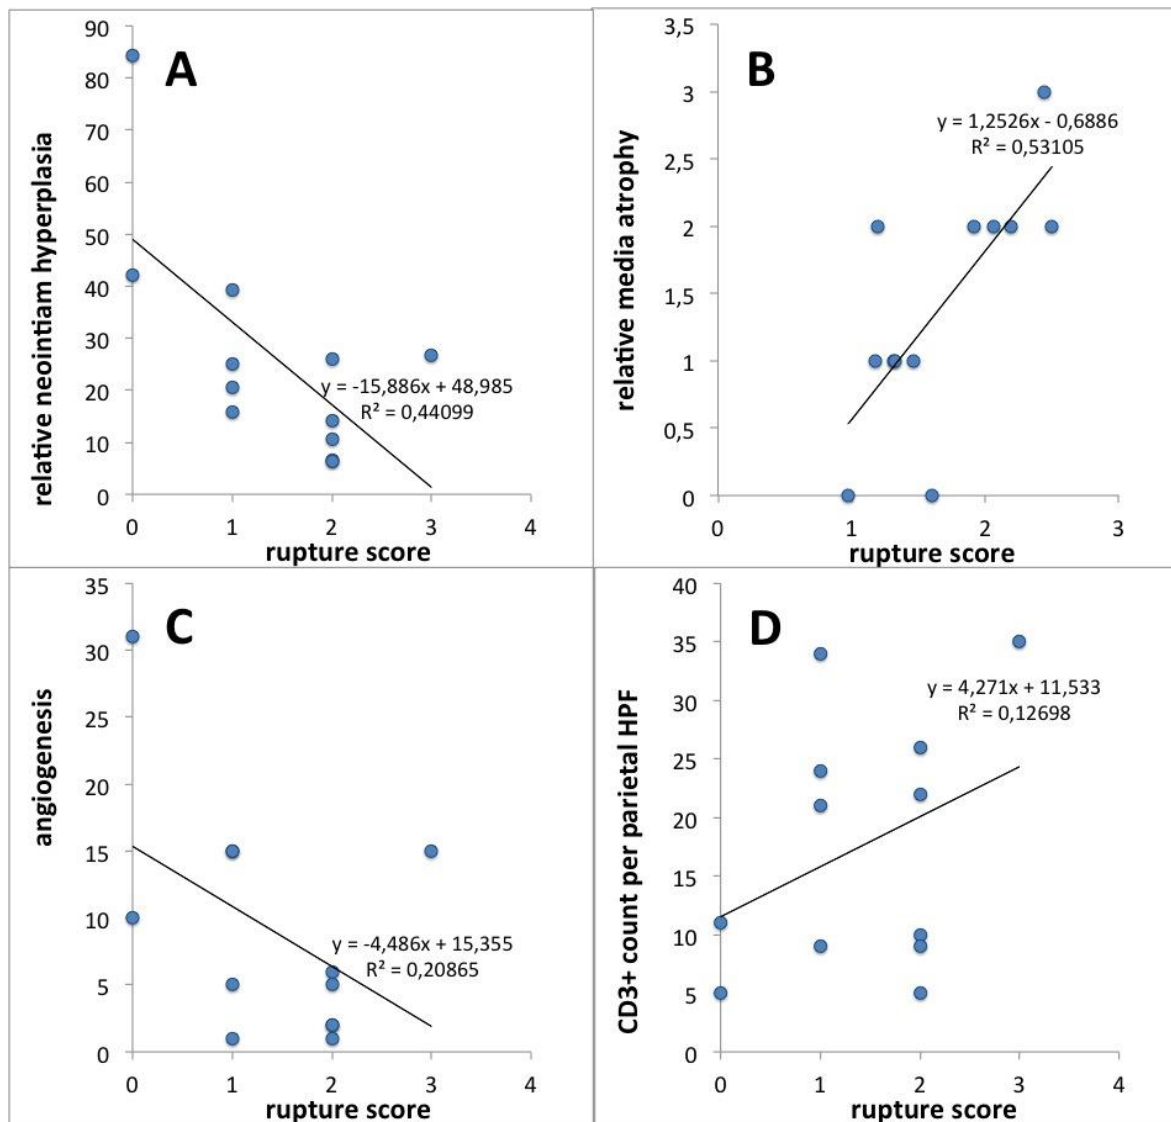 A
relative neointiam hyperplasia
90
80
70
60
50
40
30
20
10
0
y = -15,886x + 48,985
R² = 0,44099
0 1 2 3 4
rupture score
B
relative media atrophy
3,5
3
2,5
2
1,5
1
0,5
0
y = 1,2526x - 0,6886
R² = 0,53105
0 1 2 3
rupture score
C
angiogenesis
35
30
25
20
15
10
5
0
y = -4,486x + 15,355
R² = 0,20865
0 1 2 3 4
rupture score
D
CD3+ count per parietal HPF
40
35
30
25
20
15
10
5
0
y = 4,271x + 11,533
R² = 0,12698
0 1 2 3 4
rupture score